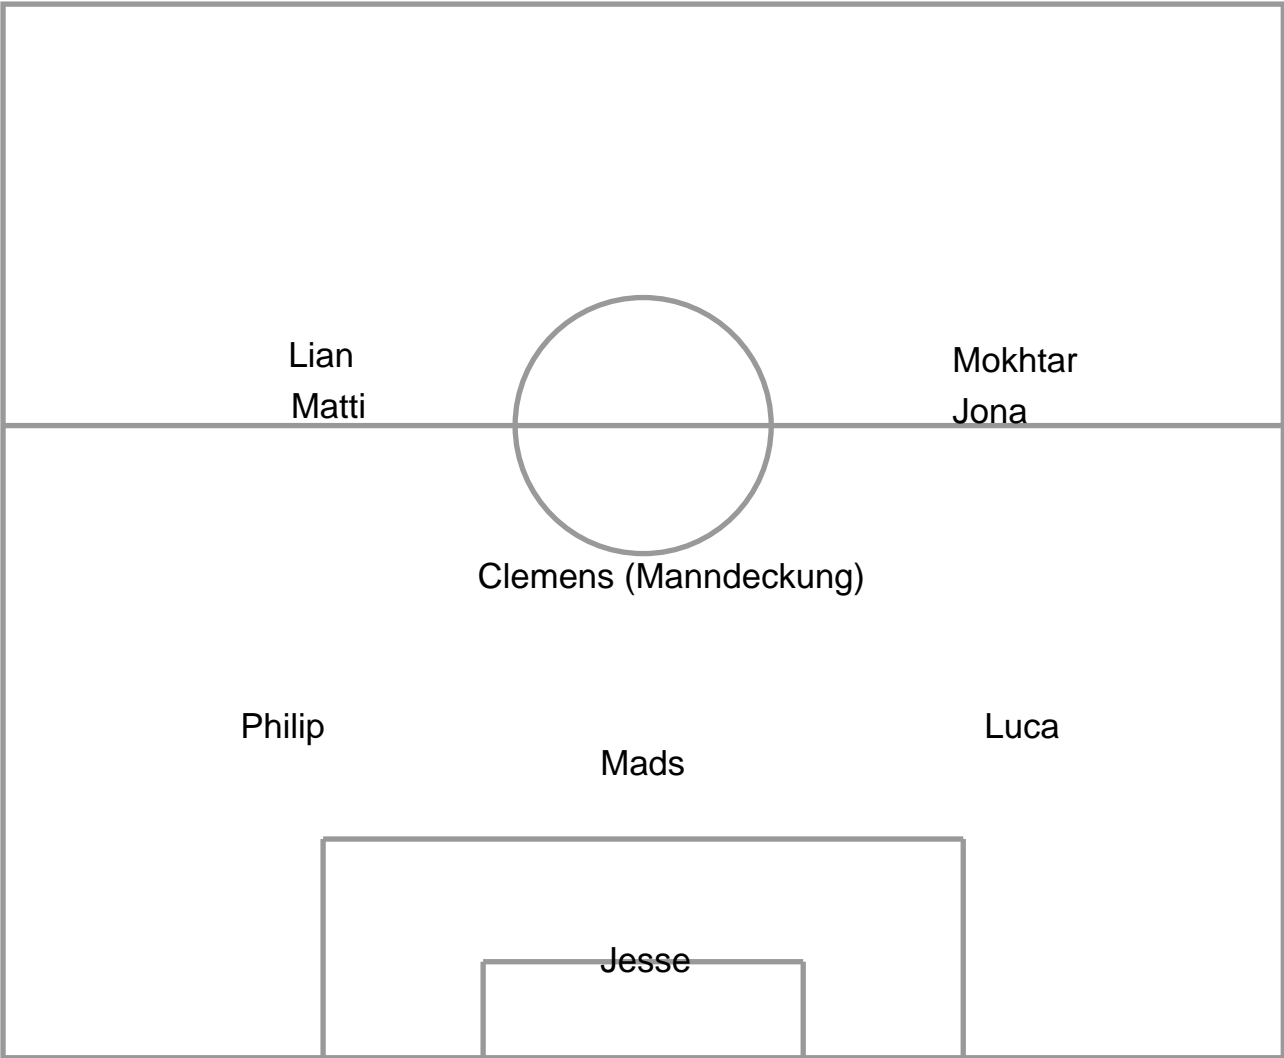 Lian
Mokhtar
Matti
Jona
Clemens (Manndeckung)
Philip
Luca
Mads
Jesse